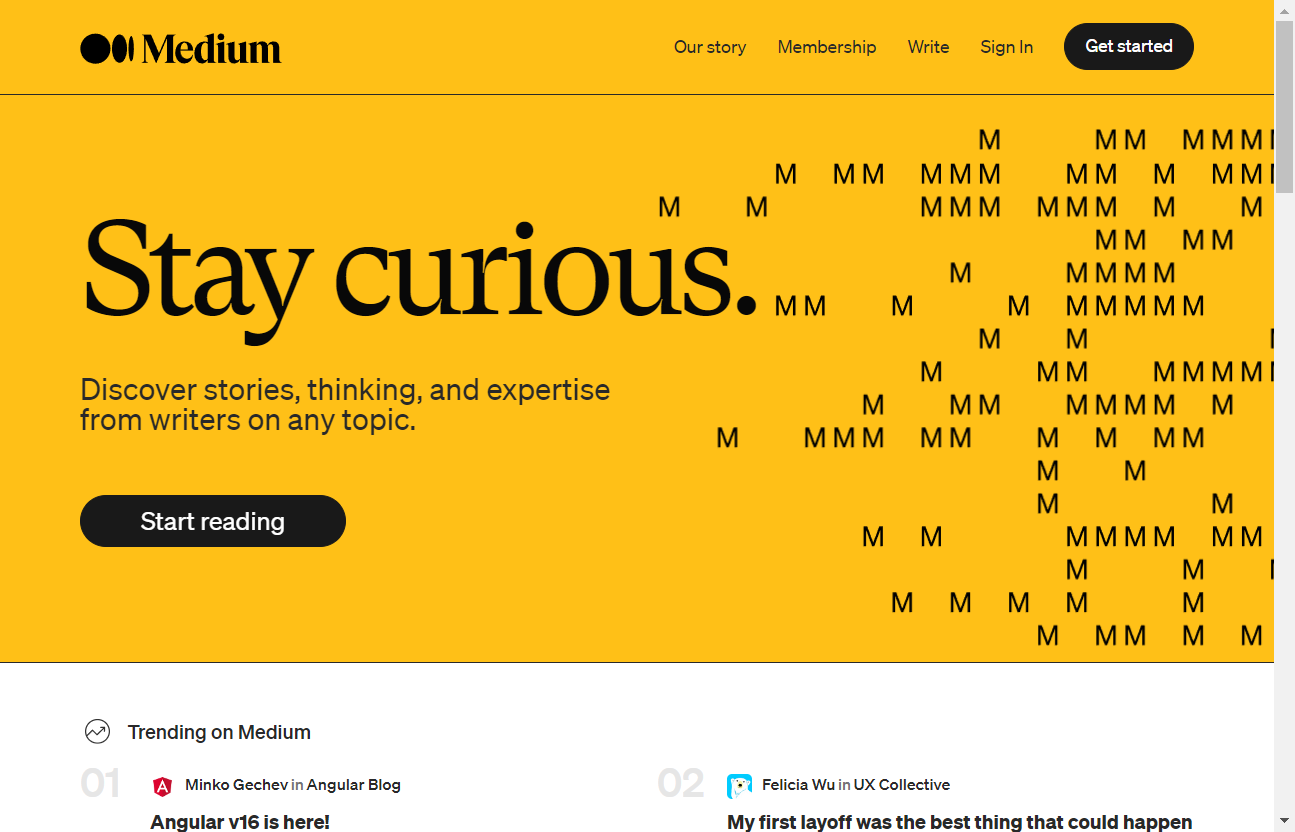 Medium
Our story Membership Write Sign In Get started
M M M M M M M
M M M M M M M M M M M
M M M M M M M M M M
M M M M
Stay curious.
M M M M M
M M M M M M M M M
M M
M M M M M M M
Discover stories, thinking, and expertise
M M M M M M M M
from writers on any topic.
M M M M M M M M M M
M M
M M
Start reading
M M M M M M M M
M M
M M M M M
M M M M M
Trending on Medium
01 Minko Gechev in Angular Blog
Angular v16 is here!
02 Felicia Wu in UX Collective
My first layoff was the best thing that could happen